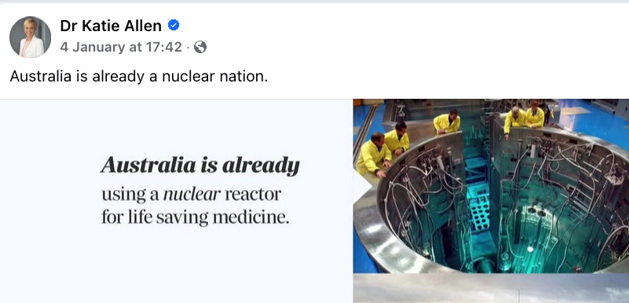 Dr Katie Allen
4 January at 17:42 ·
Australia is already a nuclear nation.
Australia is already
using a nuclear reactor
for life saving medicine.